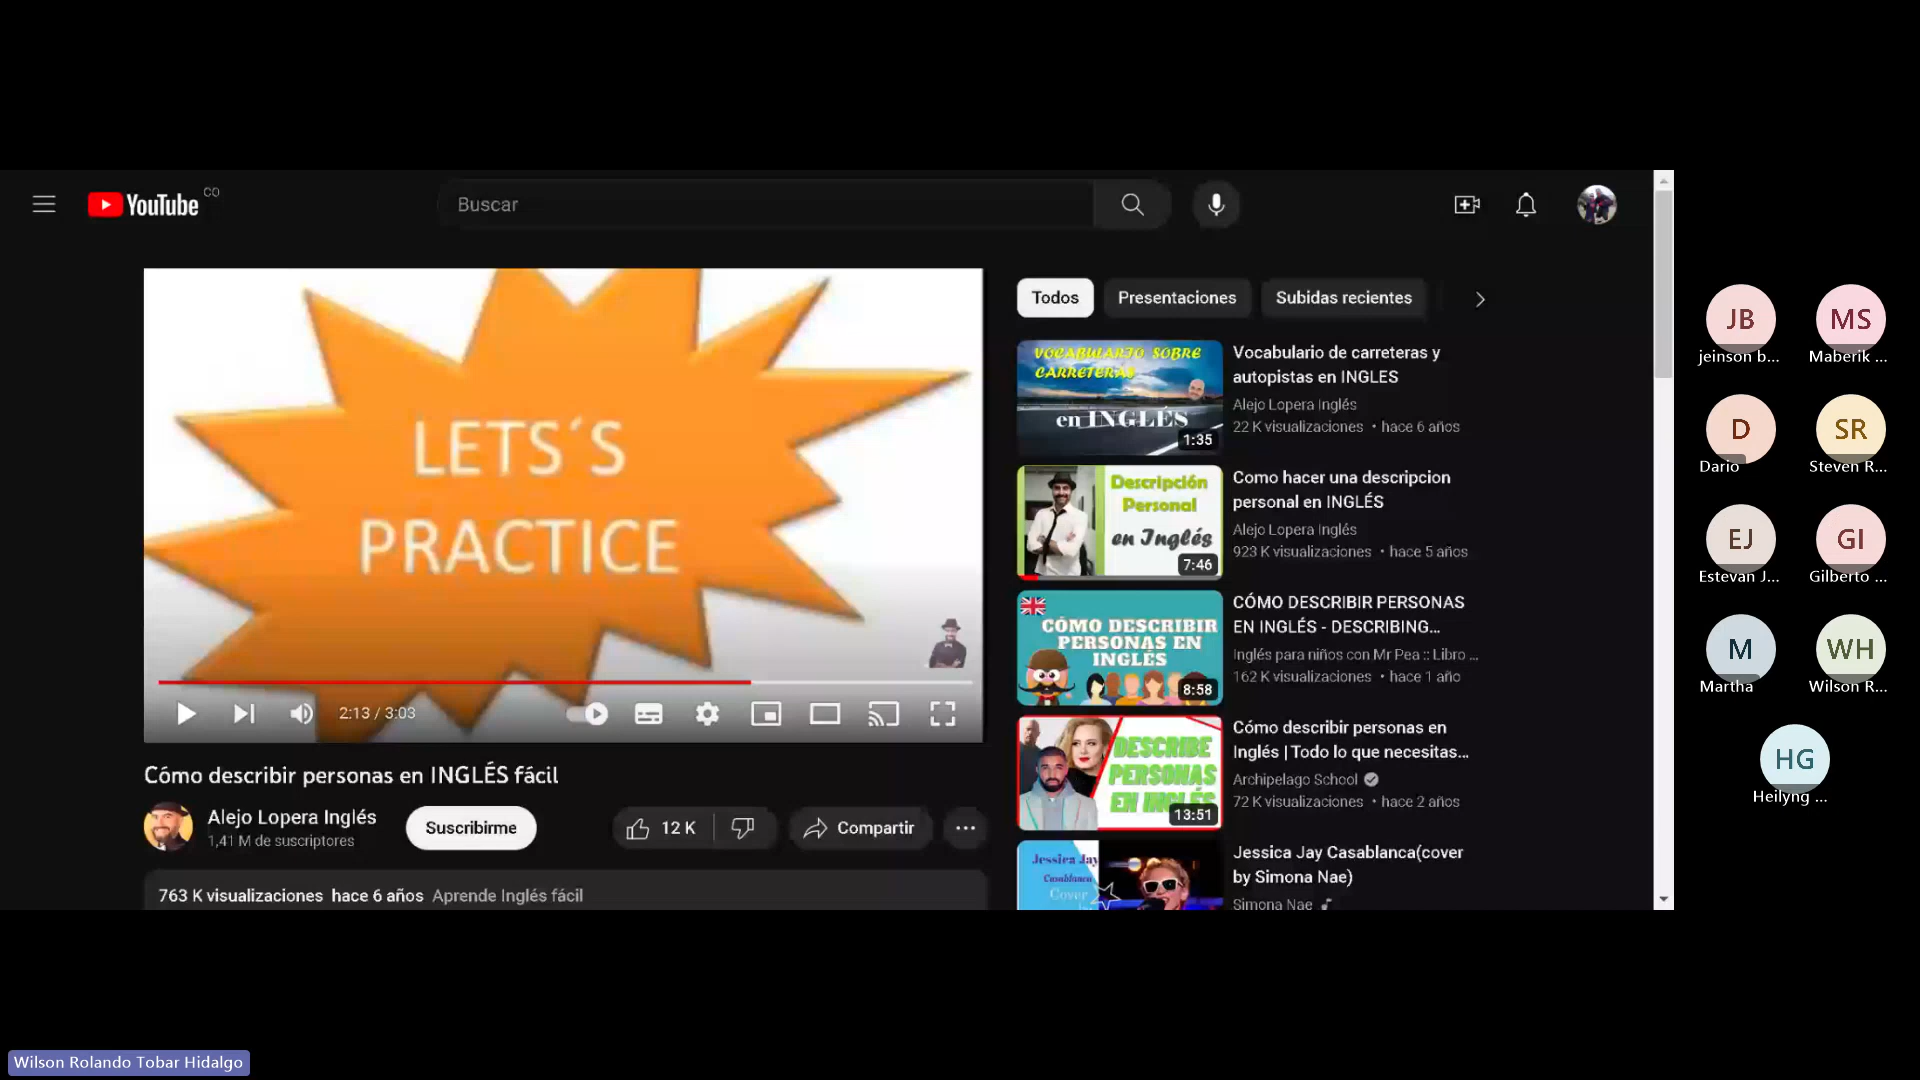 YouTube CO
Buscar
LETS´S
PRACTICE
2:13 / 3:03
Cómo describir personas en INGLÉS fácil
Alejo Lopera Inglés
1,41 M de suscriptores
Suscribirme
12 K
Compartir
763 K visualizaciones hace 6 años Aprende Inglés fácil
Todos
Presentaciones
Subidas recientes
VOCABULARIO SOBRE
CARRETERAS
en INGLÉS
1:35
Vocabulario de carreteras y
autopistas en INGLES
Alejo Lopera Inglés
22 K visualizaciones • hace 6 años
Descripción
Personal
en Inglés
7:46
Como hacer una descripcion
personal en INGLÉS
Alejo Lopera Inglés
923 K visualizaciones • hace 5 años
CÓMO DESCRIBIR
PERSONAS EN
INGLÉS
8:58
CÓMO DESCRIBIR PERSONAS
EN INGLÉS - DESCRIBING...
Inglés para niños con Mr Pea :: Libro ...
162 K visualizaciones • hace 1 año
DESCRIBE
PERSONAS
EN INGLÉS
13:51
Cómo describir personas en
Inglés | Todo lo que necesitas...
Archipelago School
72 K visualizaciones • hace 2 años
Jessica Jay
Casablanca
Cover
Jessica Jay Casablanca(cover
by Simona Nae)
Simona Nae
JB
jeinson b...
MS
Maberik ...
D
Dario
SR
Steven R...
EJ
Estevan J...
GI
Gilberto ...
M
Martha
WH
Wilson R...
HG
Heilyng ...
Wilson Rolando Tobar Hidalgo